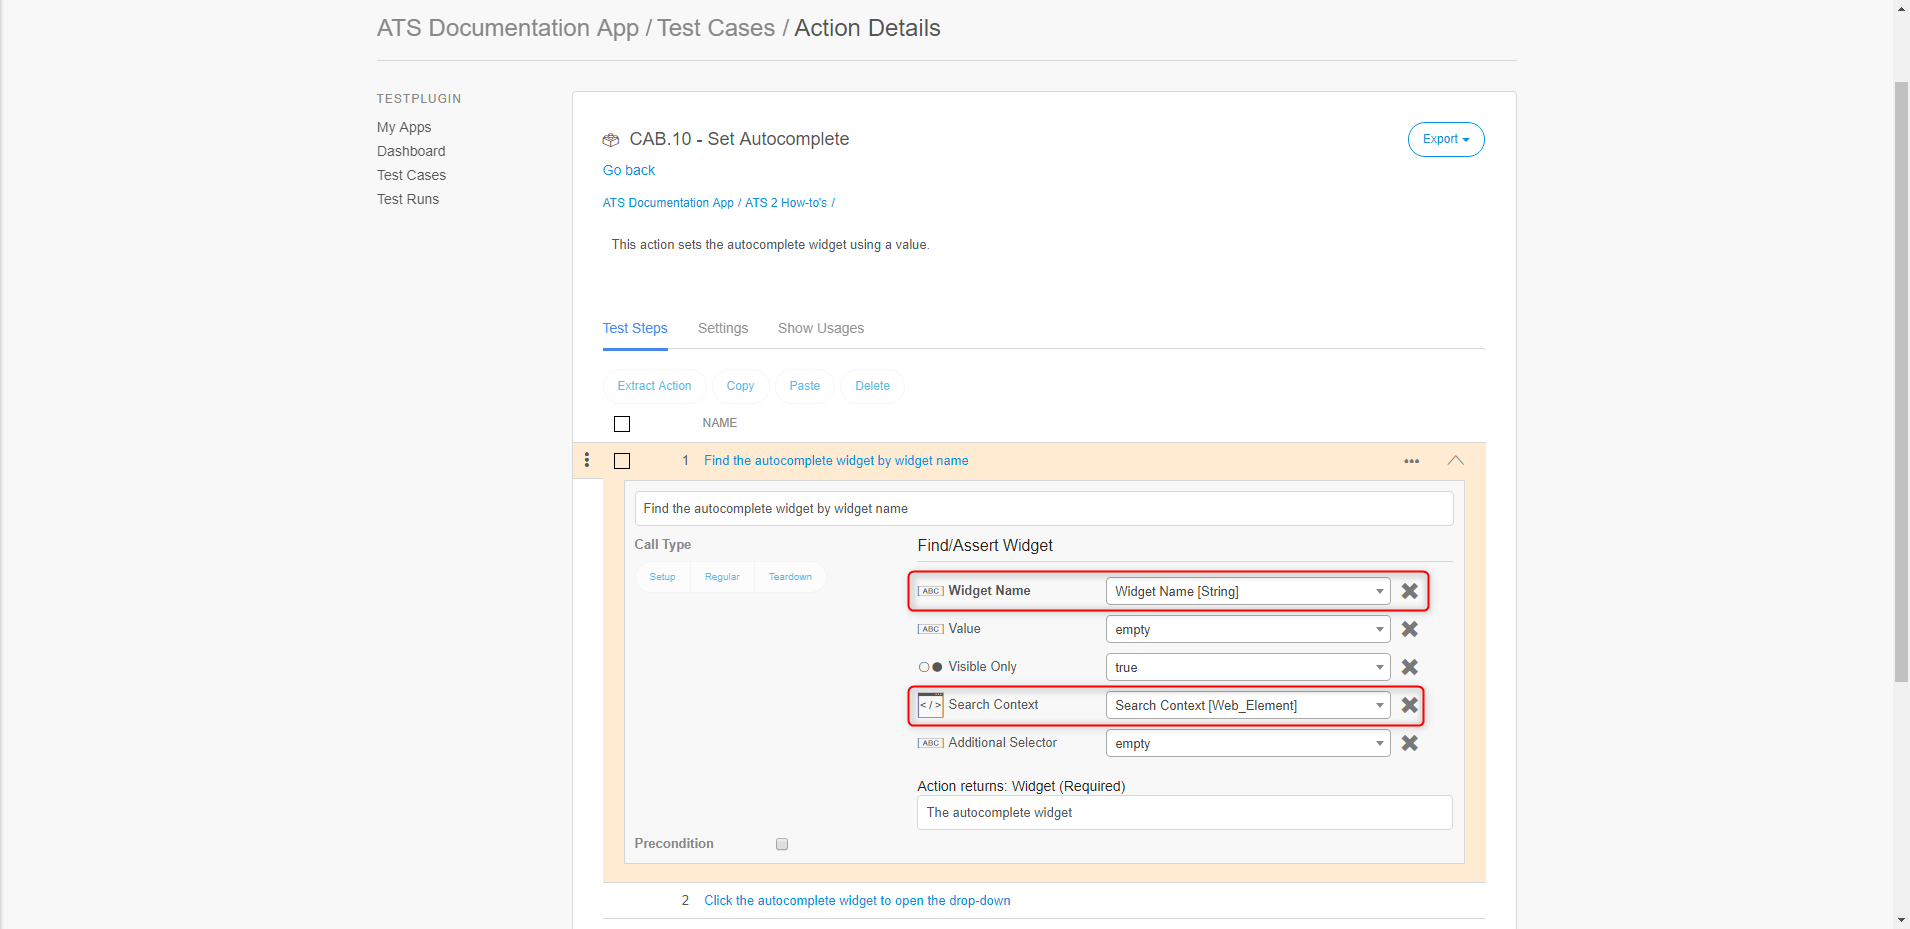 ATS Documentation App / Test Cases / Action Details
TESTPLUGIN
My Apps
Dashboard
Test Cases
Test Runs
CAB.10 - Set Autocomplete
Export
Go back
ATS Documentation App / ATS 2 How-to's /
This action sets the autocomplete widget using a value.
Test Steps Settings Show Usages
Extract Action Copy Paste Delete
NAME
1 Find the autocomplete widget by widget name
Find the autocomplete widget by widget name
Call Type
Setup Regular Teardown
Find/Assert Widget
ABC Widget Name Widget Name [String]
ABC Value empty
Visible Only true
</> Search Context Search Context [Web_Element]
ABC Additional Selector empty
Action returns: Widget (Required)
The autocomplete widget
Precondition
2 Click the autocomplete widget to open the drop-down